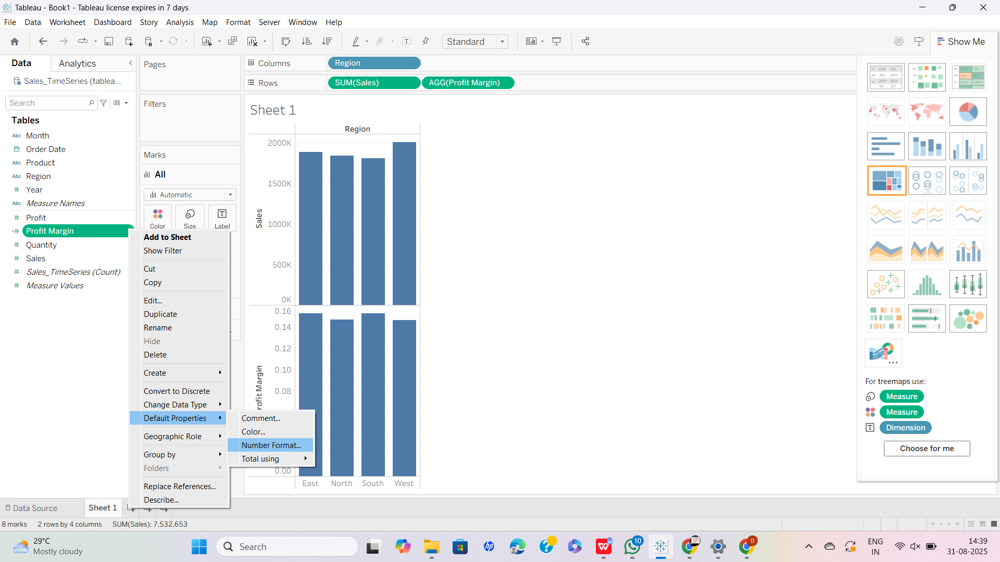 Tableau - Book1 - Tableau license expires in 7 days
File Data Worksheet Dashboard Story Analysis Map Format Server Window Help
Standard
Show Me
Data
Analytics
Sales_TimeSeries (tablea...
Search
Tables
Abc Month
Order Date
Abc Product
Abc Region
Year
Abc Measure Names
Profit
Profit Margin
Quantity
Sales
Sales_TimeSeries (Count)
Measure Values
Pages
Filters
Marks
All
Automatic
Color
Size
Label
Columns
Region
Rows
SUM(Sales)
AGG(Profit Margin)
Sheet 1
Region
2000K
1500K
1000K
500K
0K
Sales
0.16
0.14
0.12
0.10
0.08
0.00
rofit Margin
East North South West
Add to Sheet
Show Filter
Cut
Copy
Edit...
Duplicate
Rename
Hide
Delete
Create
Convert to Discrete
Change Data Type
Default Properties
Geographic Role
Group by
Folders
Replace References...
Describe...
Comment...
Color...
Number Format...
Total using
For treemaps use:
Measure
Measure
Dimension
Choose for me
Data Source
Sheet 1
8 marks 2 rows by 4 columns SUM(Sales): 7,532,653
29°C
Mostly cloudy
Search
10
ENG
IN
14:39
31-08-2025